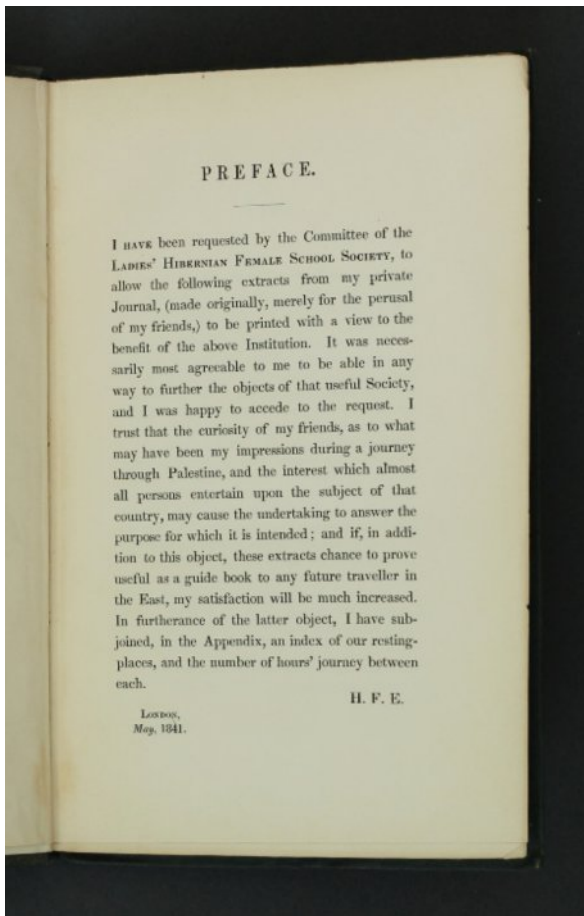 PREFACE.
I HAVE been requested by the Committee of the
LADIES' HIBERNIAN FEMALE SCHOOL SOCIETY, to
allow the following extracts from my private
Journal, (made originally, merely for the perusal
of my friends,) to be printed with a view to the
benefit of the above Institution. It was neces-
sarily most agreeable to me to be able in any
way to further the objects of that useful Society,
and I was happy to accede to the request. I
trust that the curiosity of my friends, as to what
may have been my impressions during a journey
through Palestine, and the interest which almost
all persons entertain upon the subject of that
country, may cause the undertaking to answer the
purpose for which it is intended; and if, in addi-
tion to this object, these extracts chance to prove
useful as a guide book to any future traveller in
the East, my satisfaction will be much increased.
In furtherance of the latter object, I have sub-
joined, in the Appendix, an index of our resting-
places, and the number of hours' journey between
each.
H. F. E.
LONDON,
May, 1841.